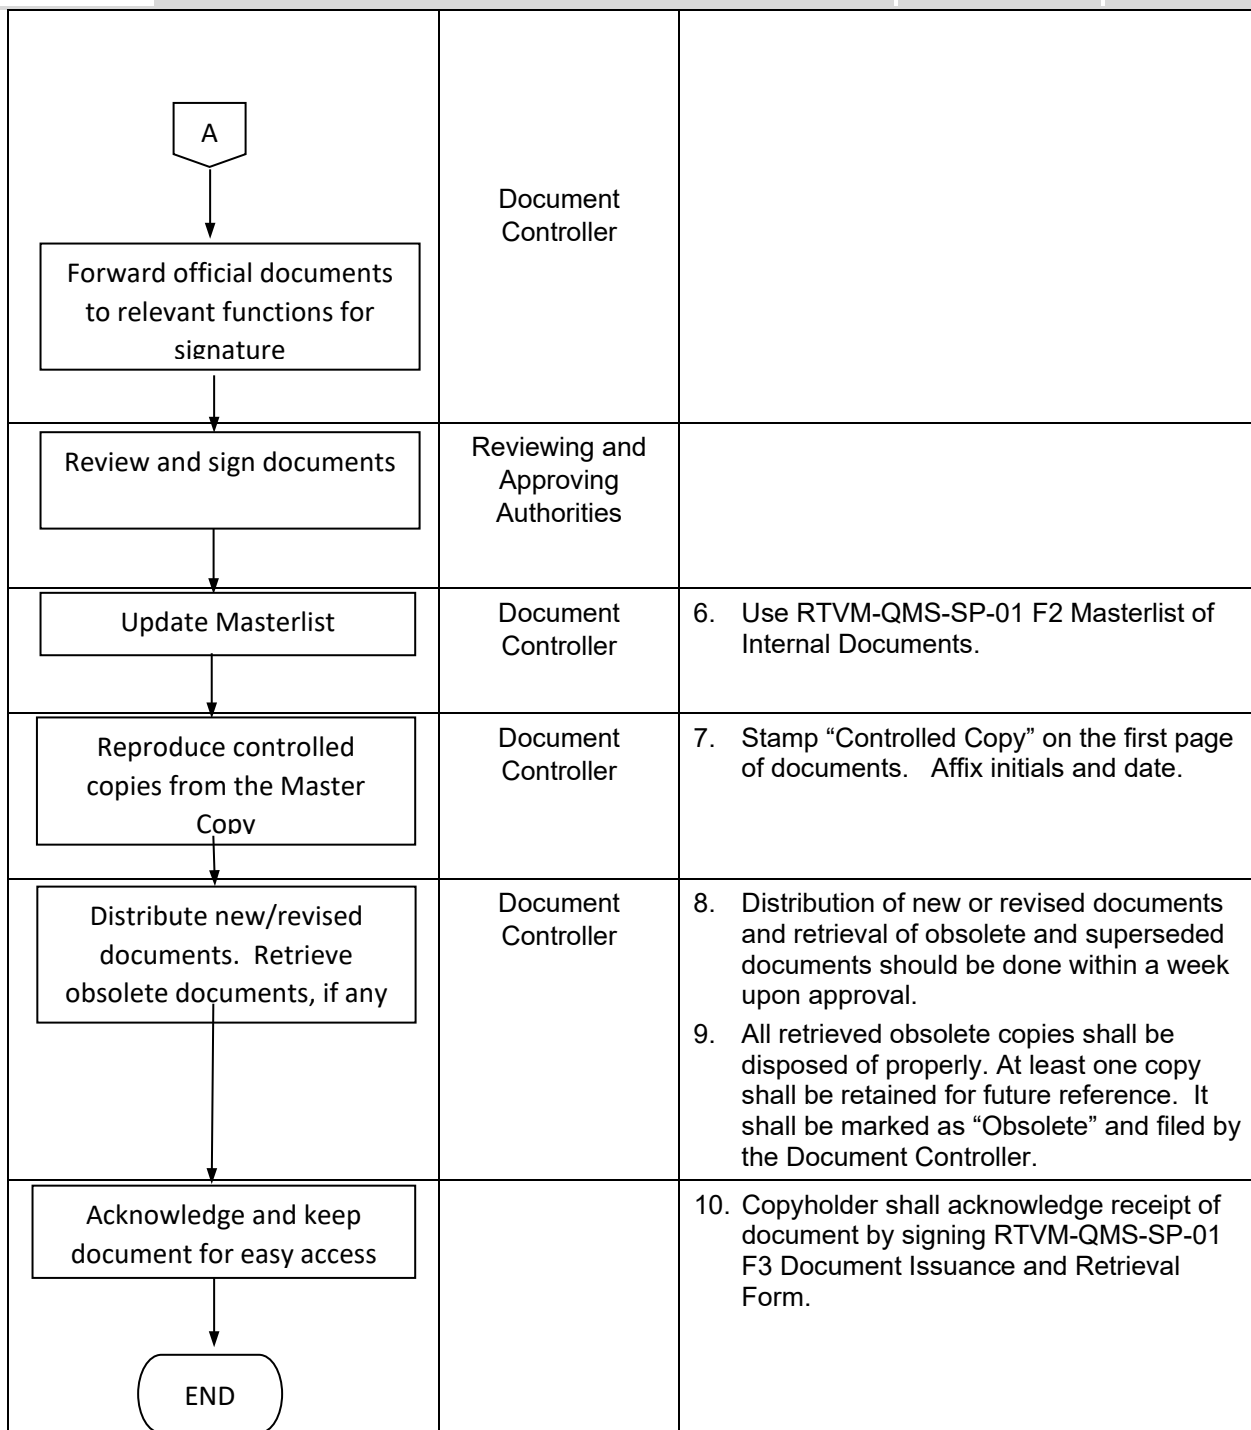 A
Document
Controller
Forward official documents
to relevant functions for
signature
Review and sign documents
Reviewing and
Approving
Authorities
Update Masterlist
Document
Controller
6. Use RTVM-QMS-SP-01 F2 Masterlist of
Internal Documents.
Reproduce controlled
copies from the Master
Copy
Document
Controller
7. Stamp “Controlled Copy” on the first page
of documents. Affix initials and date.
Distribute new/revised
documents. Retrieve
obsolete documents, if any
Document
Controller
8. Distribution of new or revised documents
and retrieval of obsolete and superseded
documents should be done within a week
upon approval.
9. All retrieved obsolete copies shall be
disposed of properly. At least one copy
shall be retained for future reference. It
shall be marked as “Obsolete” and filed by
the Document Controller.
Acknowledge and keep
document for easy access
10. Copyholder shall acknowledge receipt of
document by signing RTVM-QMS-SP-01
F3 Document Issuance and Retrieval
Form.
END